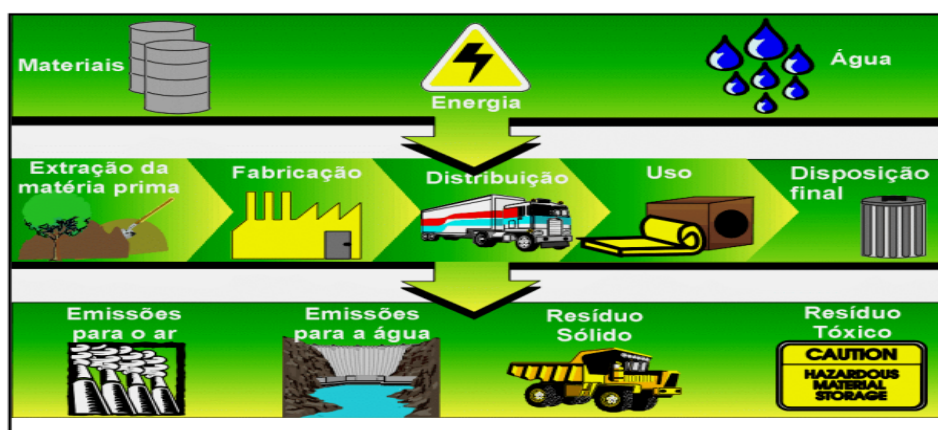 Materiais
Energia
Água
Extração da
matéria prima
Fabricação
Distribuição
Uso
Disposição
final
Emissões
para o ar
Emissões
para a água
Resíduo
Sólido
Resíduo
Tóxico
CAUTION
HAZARDOUS
MATERIAL
STORAGE